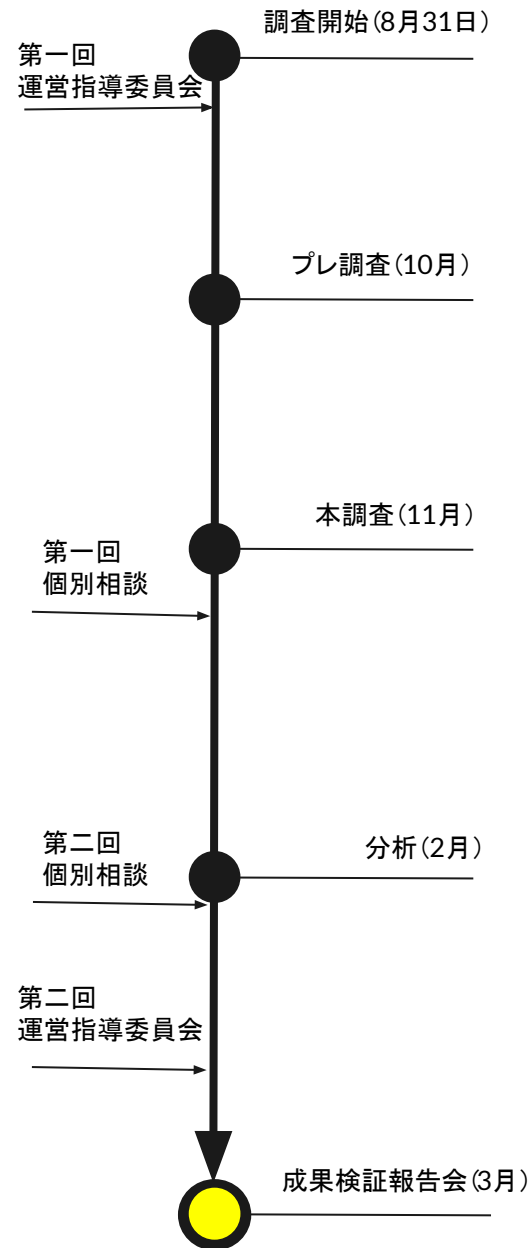 調査開始(8月31日)
第一回
運営指導委員会
プレ調査(10月)
本調査(11月)
第一回
個別相談
第二回
個別相談
分析(2月)
第二回
運営指導委員会
成果検証報告会(3月)